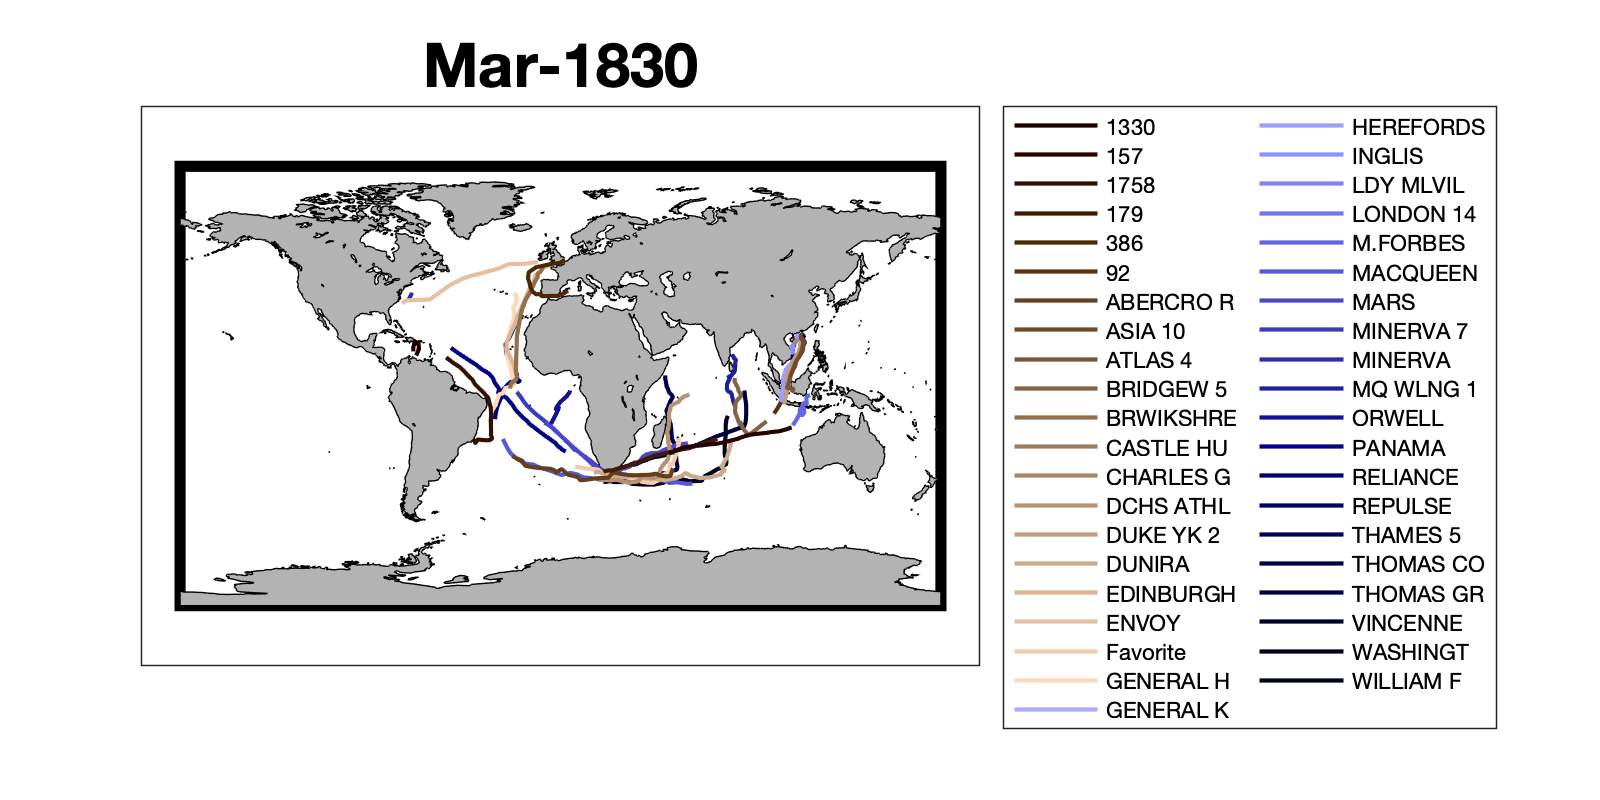 Mar-1830
1330
157
1758
179
386
92
ABERCRO R
ASIA 10
ATLAS 4
BRIDGEW 5
BRWIKSHRE
CASTLE HU
CHARLES G
DCHS ATHL
DUKE YK 2
DUNIRA
EDINBURGH
ENVOY
Favorite
GENERAL H
GENERAL K
HEREFORDS
INGLIS
LDY MLVIL
LONDON 14
M.FORBES
MACQUEEN
MARS
MINERVA 7
MINERVA
MQ WLNG 1
ORWELL
PANAMA
RELIANCE
REPULSE
THAMES 5
THOMAS CO
THOMAS GR
VINCENNE
WASHINGT
WILLIAM F